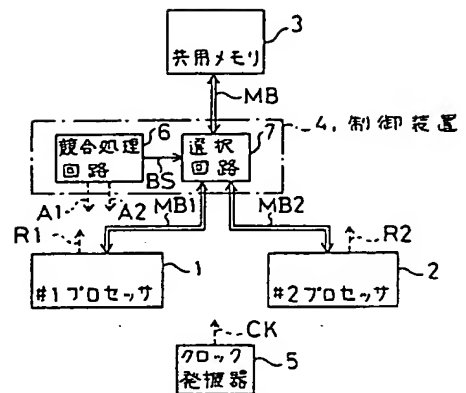 3
共用メモリ
MB
6
7
4,制御装置
競合処理
回路
選択
回路
BS
A1
A2
MB1
MB2
R1
R2
1
2
#1プロセッサ
#2プロセッサ
CK
クロック
発振器
5